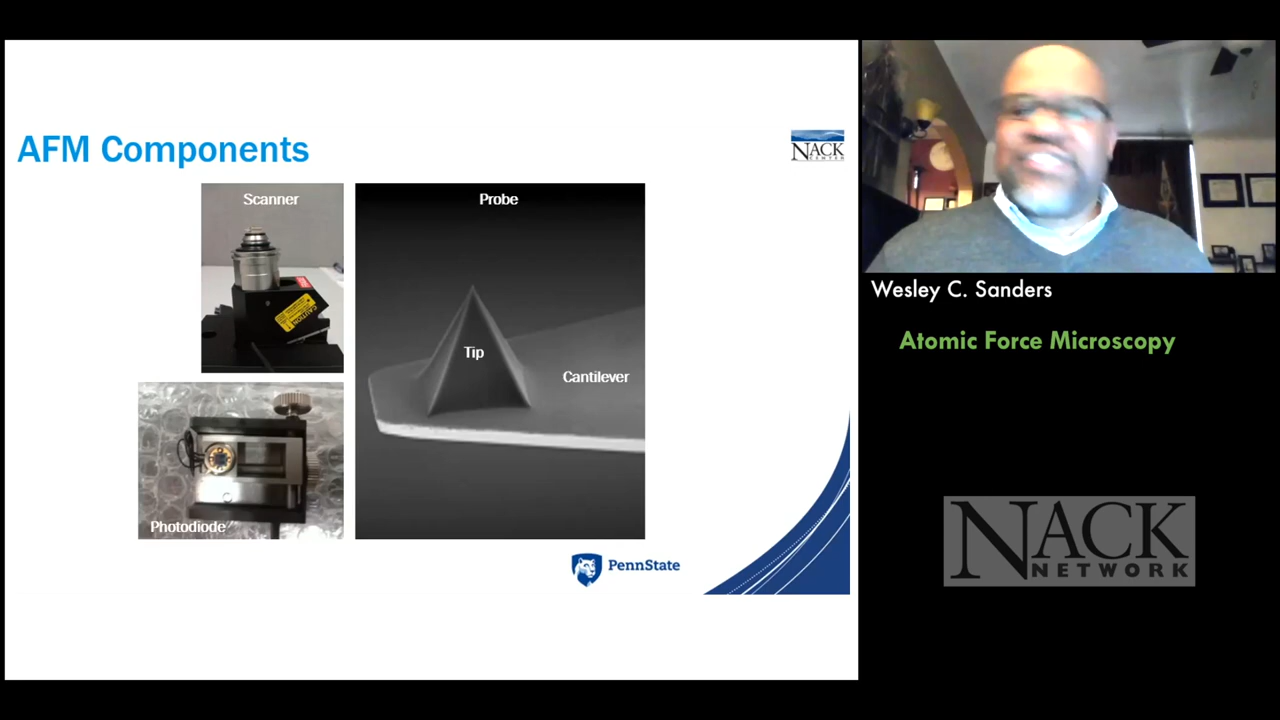 AFM Components
NACK
CENTER
Scanner
Probe
Tip
Cantilever
Photodiode
PennState
Wesley C. Sanders
Atomic Force Microscopy
NACK
NETWORK